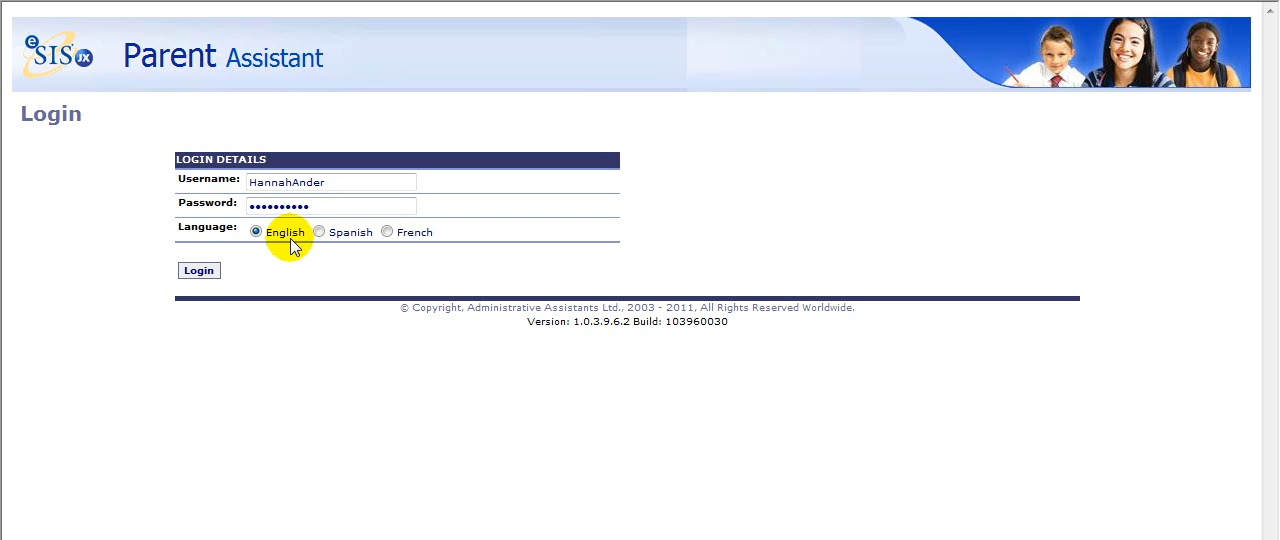 eSIS JX Parent Assistant
Login
LOGIN DETAILS
Username: HannahAnder
Password: ••••••••••
Language: English Spanish French
Login
© Copyright, Administrative Assistants Ltd., 2003 - 2011, All Rights Reserved Worldwide.
Version: 1.0.3.9.6.2 Build: 103960030